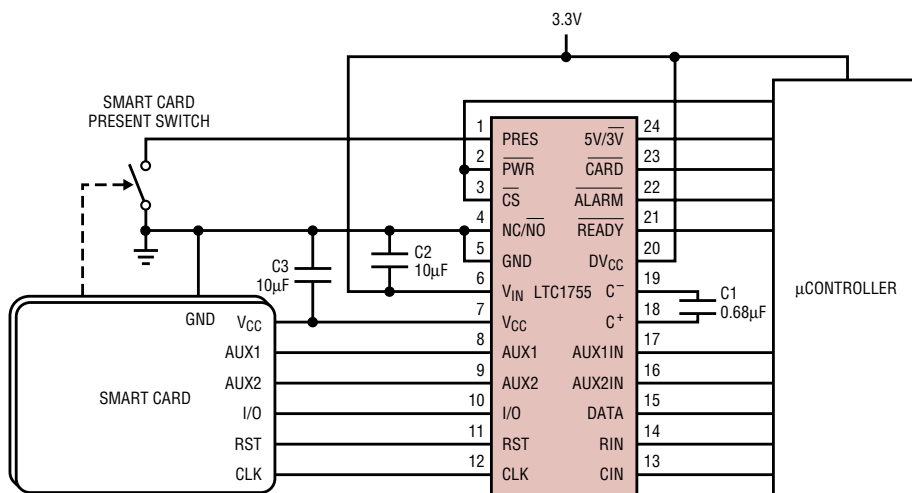 3.3V
SMART CARD
PRESENT SWITCH
1 PRES 5V/3V 24
2 PWR CARD 23
3 CS ALARM 22
4 NC/NO READY 21
5 GND DVCC 20
6 VIN LTC1755 C– 19
7 VCC C+ 18
8 AUX1 AUX1IN 17
9 AUX2 AUX2IN 16
10 I/O DATA 15
11 RST RIN 14
12 CLK CIN 13
C3
10µF
C2
10µF
C1
0.68µF
µCONTROLLER
GND VCC
AUX1
AUX2
SMART CARD
I/O
RST
CLK